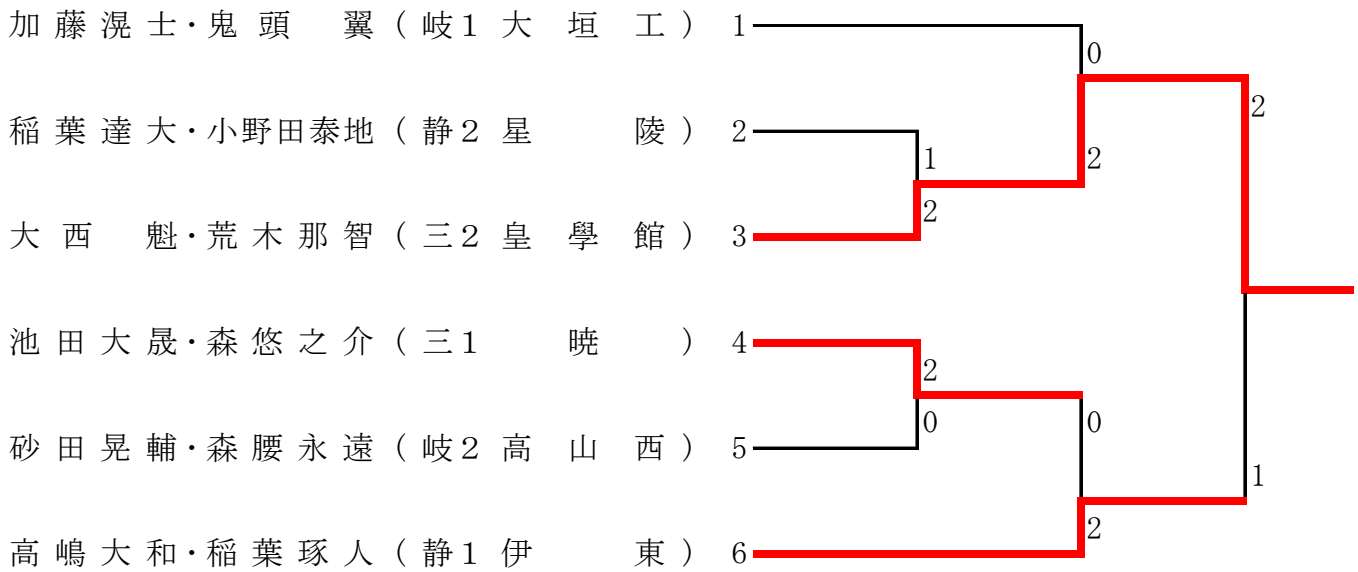 加藤滉士・鬼頭　翼（岐１大垣工）　1
0
稲葉達大・小野田泰地（静２星陵）　2
2
1
2
大西　魁・荒木那智（三２皇學館）　3
2
池田大晟・森悠之介（三１暁）　4
2
砂田晃輔・森腰永遠（岐２高山西）　5
0
0
1
高嶋大和・稲葉琢人（静１伊東）　6
2